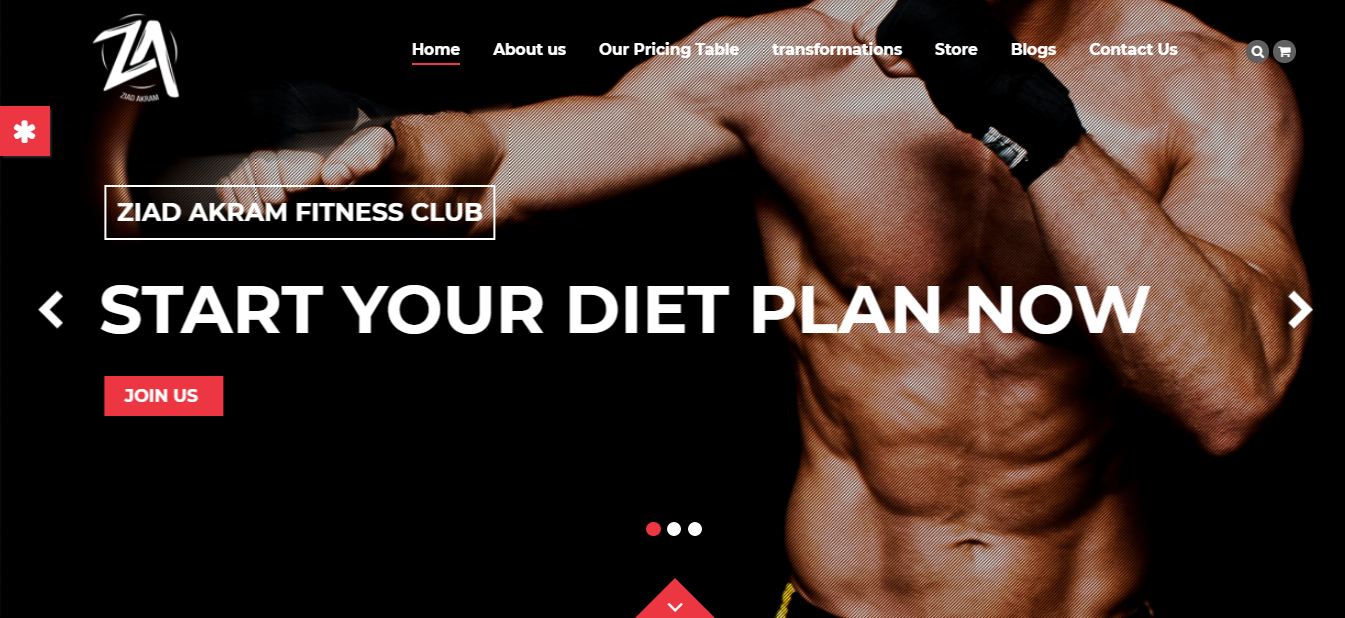 ZA
ZIAD AKRAM
Home About us Our Pricing Table transformations Store Blogs Contact Us
ZIAD AKRAM FITNESS CLUB
START YOUR DIET PLAN NOW
JOIN US